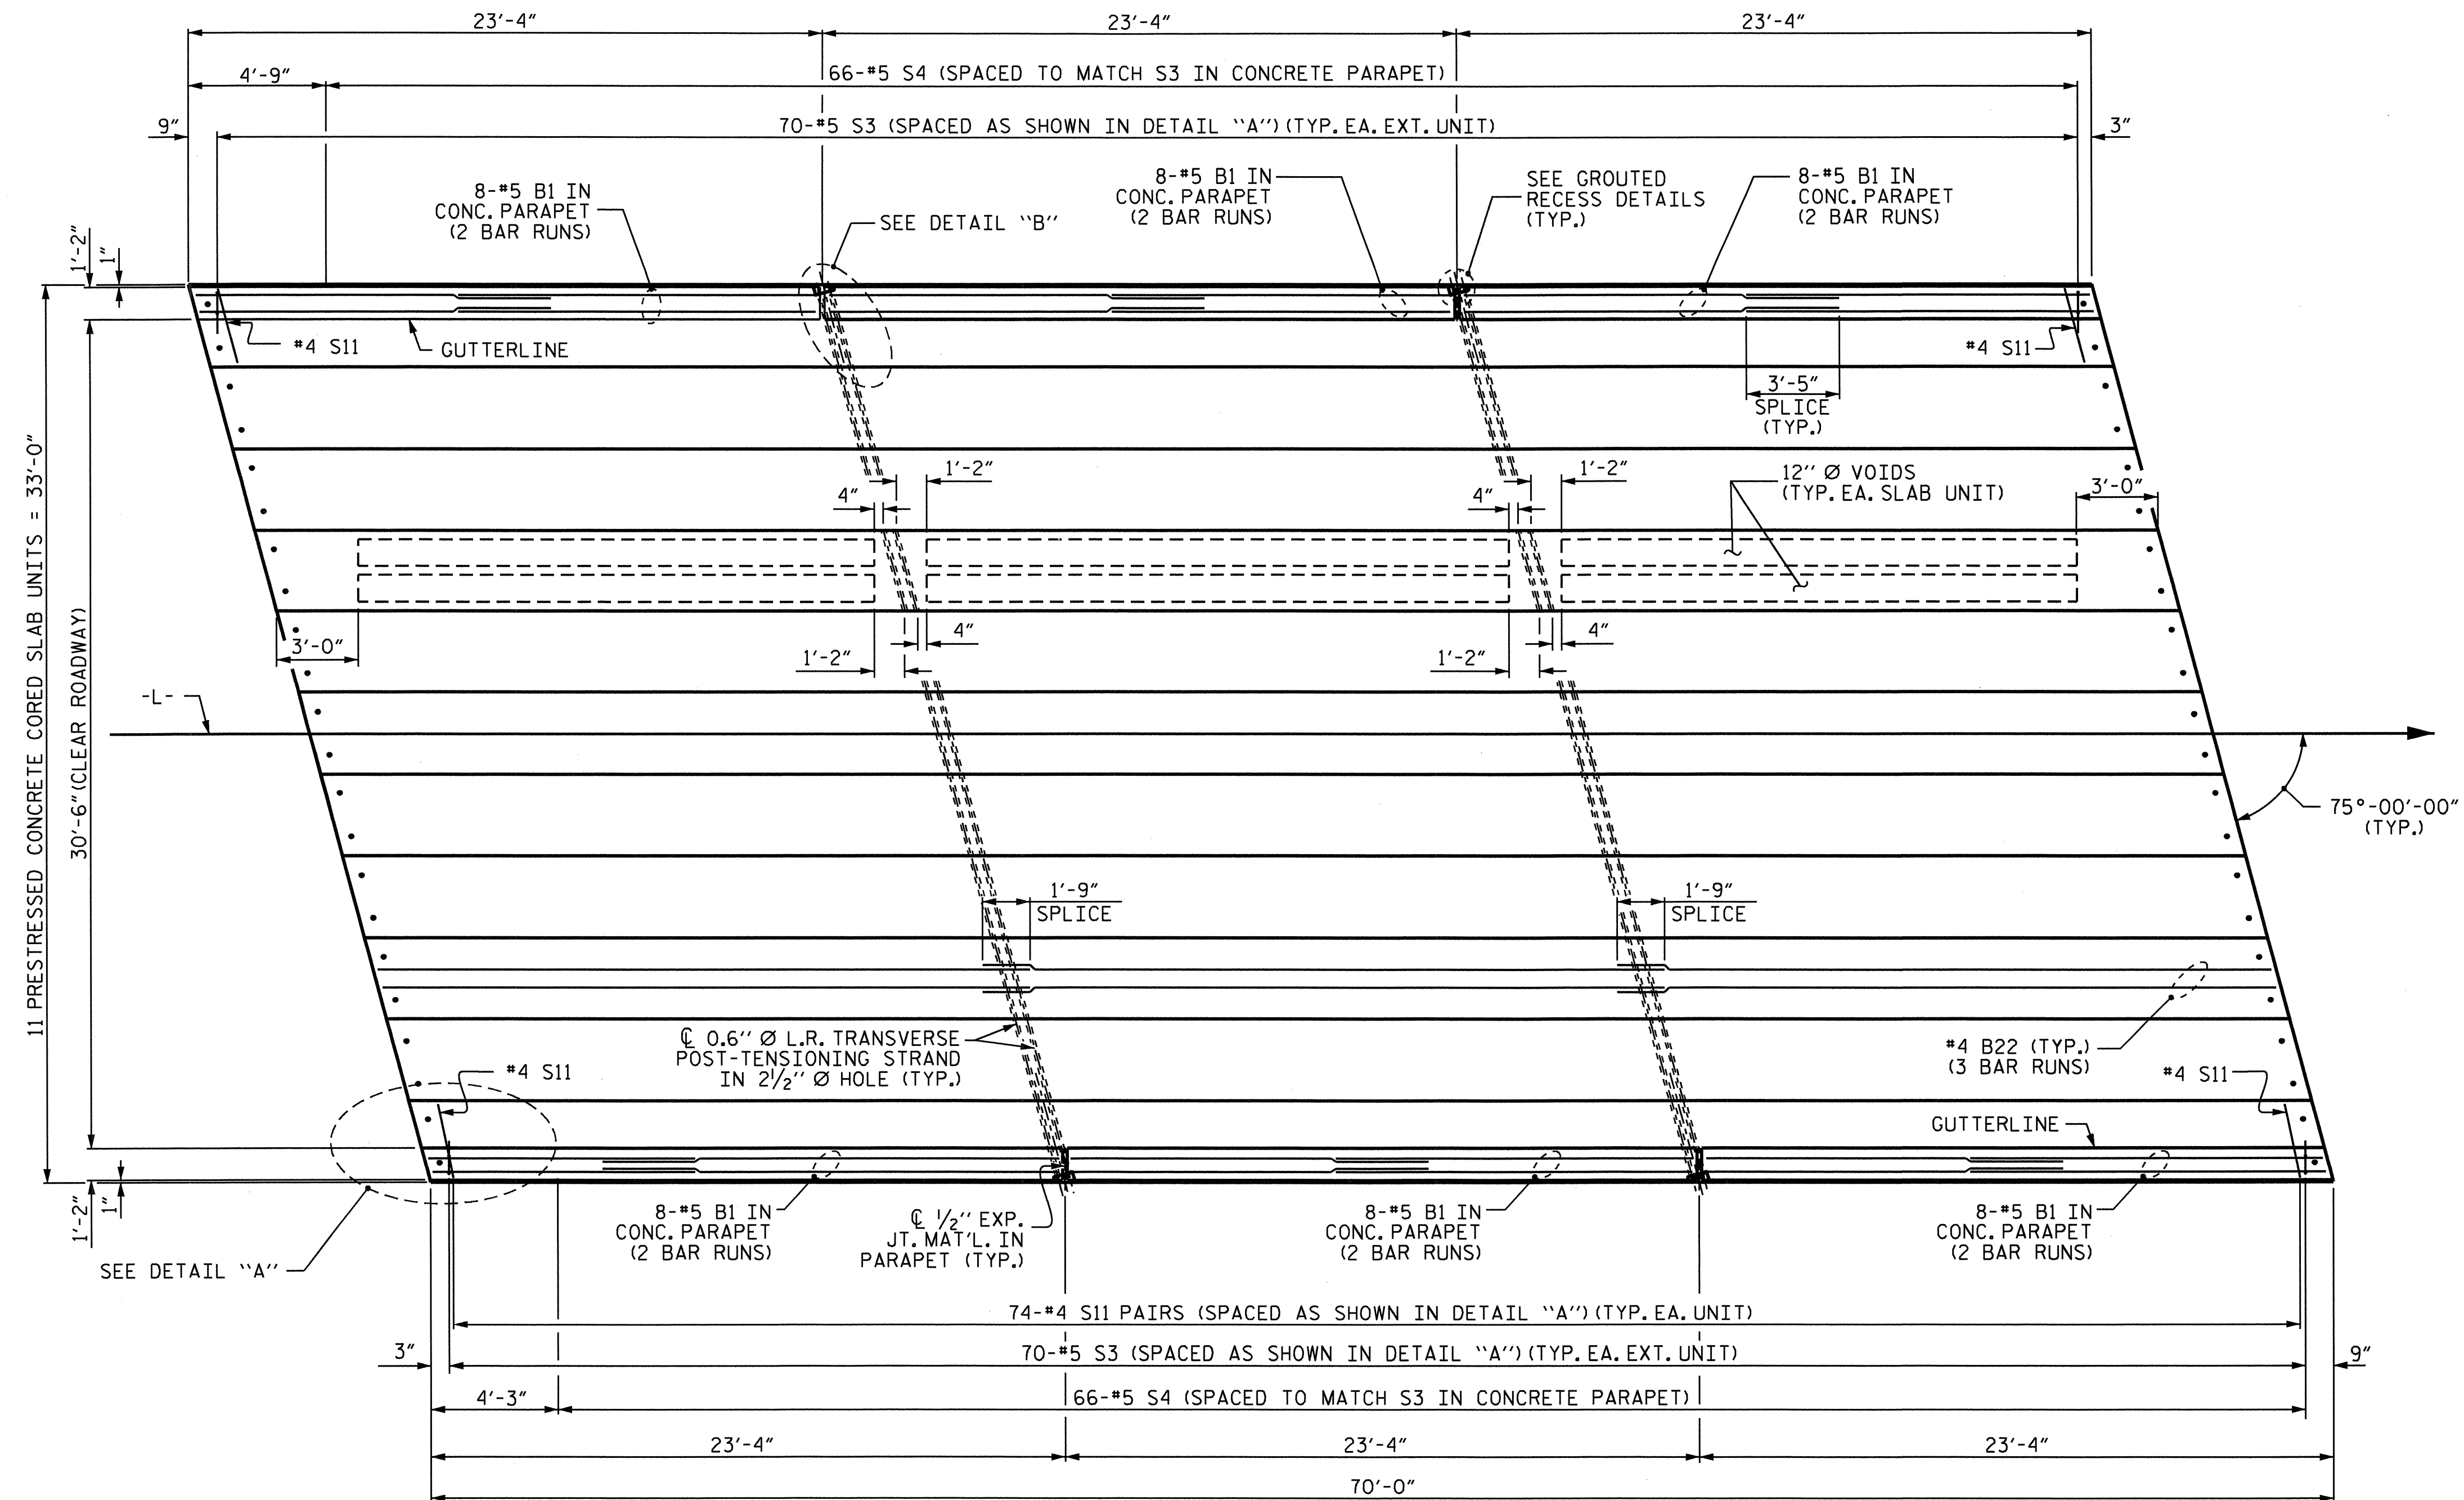 23'-4" 23'-4" 23'-4"
4'-9" 66-#5 S4 (SPACED TO MATCH S3 IN CONCRETE PARAPET)
9" 70-#5 S3 (SPACED AS SHOWN IN DETAIL "A") (TYP. EA. EXT. UNIT) 3"
8-#5 B1 IN
CONC. PARAPET
(2 BAR RUNS)
SEE DETAIL "B"
8-#5 B1 IN
CONC. PARAPET
(2 BAR RUNS)
SEE GROUTED
RECESS DETAILS
(TYP.)
8-#5 B1 IN
CONC. PARAPET
(2 BAR RUNS)
1'-2"
1"
#4 S11
GUTTERLINE
#4 S11
3'-5"
SPLICE
(TYP.)
12" Ø VOIDS
(TYP. EA. SLAB UNIT)
1'-2"
4"
1'-2"
4"
3'-0"
11 PRESTRESSED CONCRETE CORED SLAB UNITS = 33'-0"
30'-6" (CLEAR ROADWAY)
3'-0"
4"
1'-2"
4"
1'-2"
-L-
75°-00'-00"
(TYP.)
1'-9"
SPLICE
1'-9"
SPLICE
℄ 0.6" Ø L.R. TRANSVERSE
POST-TENSIONING STRAND
IN 2 1/2" Ø HOLE (TYP.)
#4 B22 (TYP.)
(3 BAR RUNS)
#4 S11
#4 S11
GUTTERLINE
1'-2"
1"
SEE DETAIL "A"
8-#5 B1 IN
CONC. PARAPET
(2 BAR RUNS)
℄ 1/2" EXP.
JT. MAT'L. IN
PARAPET (TYP.)
8-#5 B1 IN
CONC. PARAPET
(2 BAR RUNS)
8-#5 B1 IN
CONC. PARAPET
(2 BAR RUNS)
74-#4 S11 PAIRS (SPACED AS SHOWN IN DETAIL "A") (TYP. EA. UNIT)
3" 70-#5 S3 (SPACED AS SHOWN IN DETAIL "A") (TYP. EA. EXT. UNIT) 9"
4'-3" 66-#5 S4 (SPACED TO MATCH S3 IN CONCRETE PARAPET)
23'-4" 23'-4" 23'-4"
70'-0"